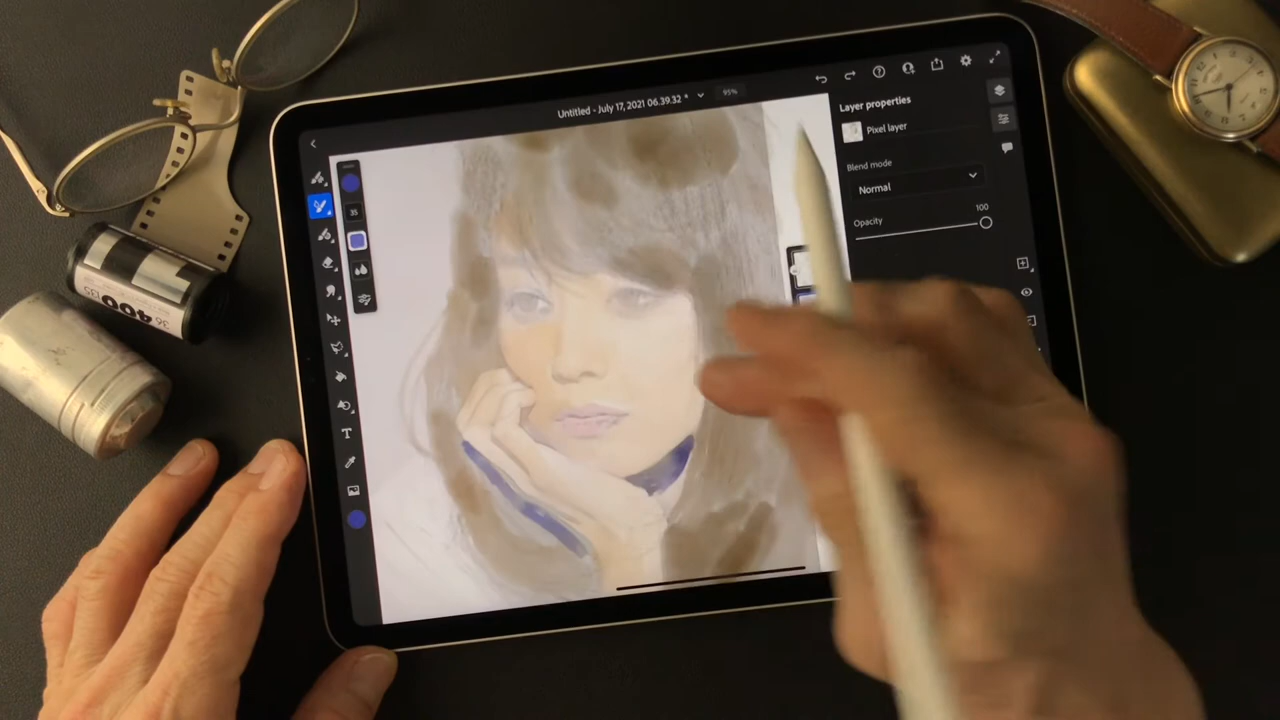 Untitled - July 17, 2021 06.39.32 *
95%
Layer properties
Pixel layer
Blend mode
Normal
Opacity
100
35
T
400
36